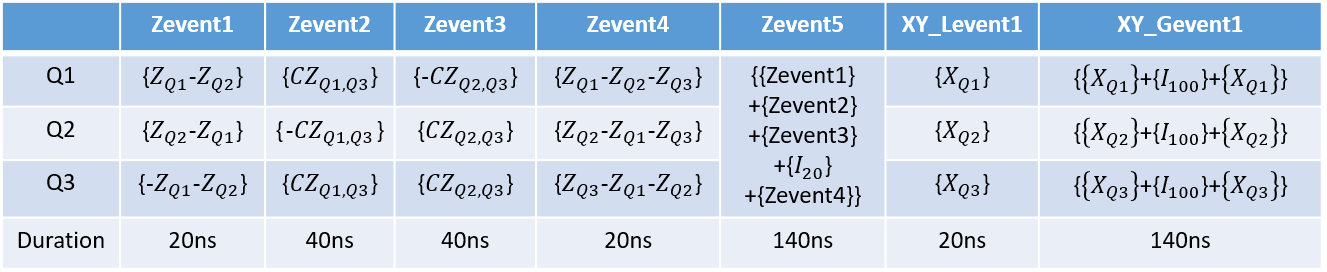 Zevent1 Zevent2 Zevent3 Zevent4 Zevent5 XY_Levent1 XY_Gevent1
Q1 {Z_{Q1}-Z_{Q2}} {CZ_{Q1,Q3}} {-CZ_{Q2,Q3}} {Z_{Q1}-Z_{Q2}-Z_{Q3}} {{Zevent1} {X_{Q1}} {{X_{Q1}}+{I_{100}}+{X_{Q1}}}
+{Zevent2}
Q2 {Z_{Q2}-Z_{Q1}} {-CZ_{Q1,Q3}} {CZ_{Q2,Q3}} {Z_{Q2}-Z_{Q1}-Z_{Q3}} +{Zevent3} {X_{Q2}} {{X_{Q2}}+{I_{100}}+{X_{Q2}}}
+{I_{20}}
Q3 {-Z_{Q1}-Z_{Q2}} {CZ_{Q1,Q3}} {CZ_{Q2,Q3}} {Z_{Q3}-Z_{Q1}-Z_{Q2}} +{Zevent4}} {X_{Q3}} {{X_{Q3}}+{I_{100}}+{X_{Q3}}}
Duration 20ns 40ns 40ns 20ns 140ns 20ns 140ns